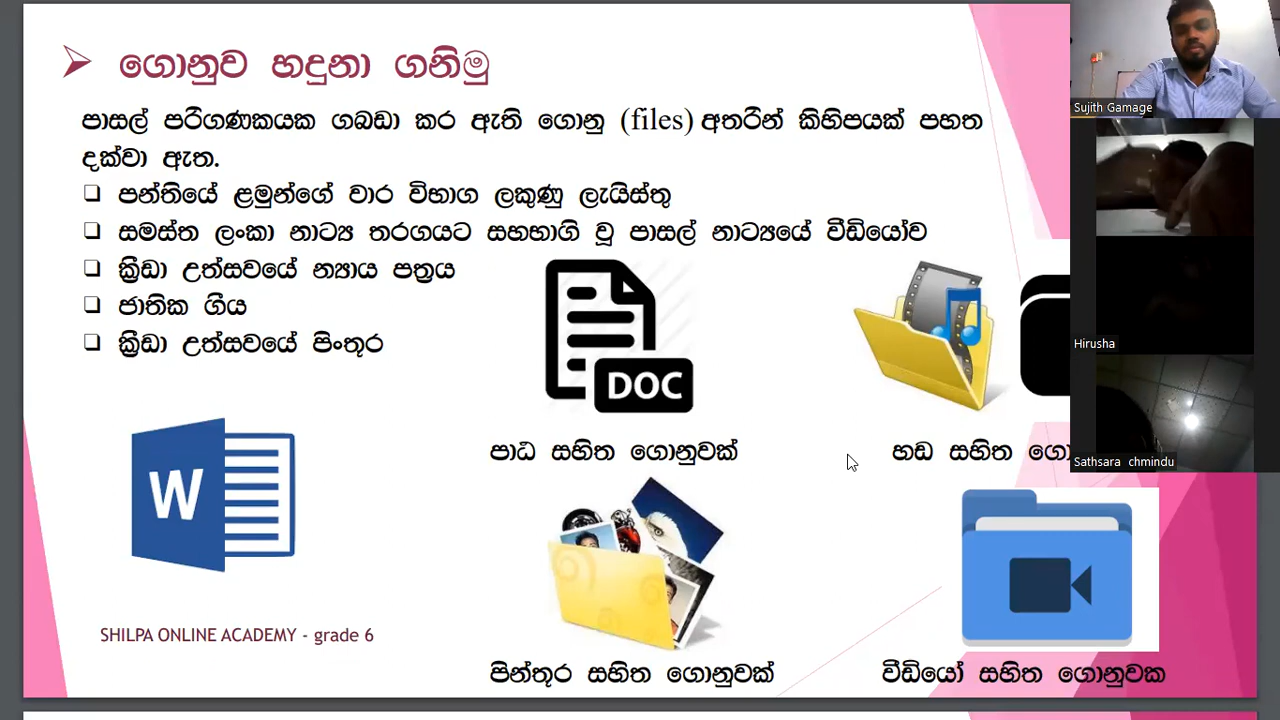 ගොනුව හඳුනා ගනිමු
පාසල් පරිගණකයක ගබඩා කර ඇති ගොනු (files) අතරින් කිහිපයක් පහත
දක්වා ඇත.
පන්තියේ ළමුන්ගේ වාර විභාග ලකුණු ලැයිස්තු
සමස්ත ලංකා නාට්‍ය තරගයට සහභාගි වූ පාසල් නාට්‍යයේ වීඩියෝව
ක්‍රීඩා උත්සවයේ න්‍යාය පත්‍රය
ජාතික ගීය
ක්‍රීඩා උත්සවයේ පිංතූර
DOC
W
පාඨ සහිත ගොනුවක්
හඬ සහිත ගො
පින්තූර සහිත ගොනුවක්
වීඩියෝ සහිත ගොනුවක
SHILPA ONLINE ACADEMY - grade 6
Sujith Gamage
Hirusha
Sathsara chmindu